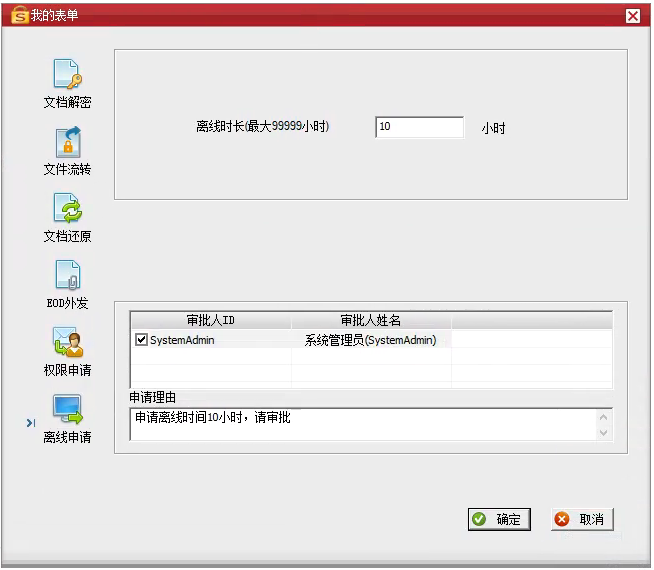 我的表单
文档解密
文件流转
文档还原
EOD外发
权限申请
离线申请
离线时长(最大99999小时) 10 小时
审批人ID 审批人姓名
SystemAdmin 系统管理员(SystemAdmin)
申请理由
申请离线时间10小时，请审批
确定 取消